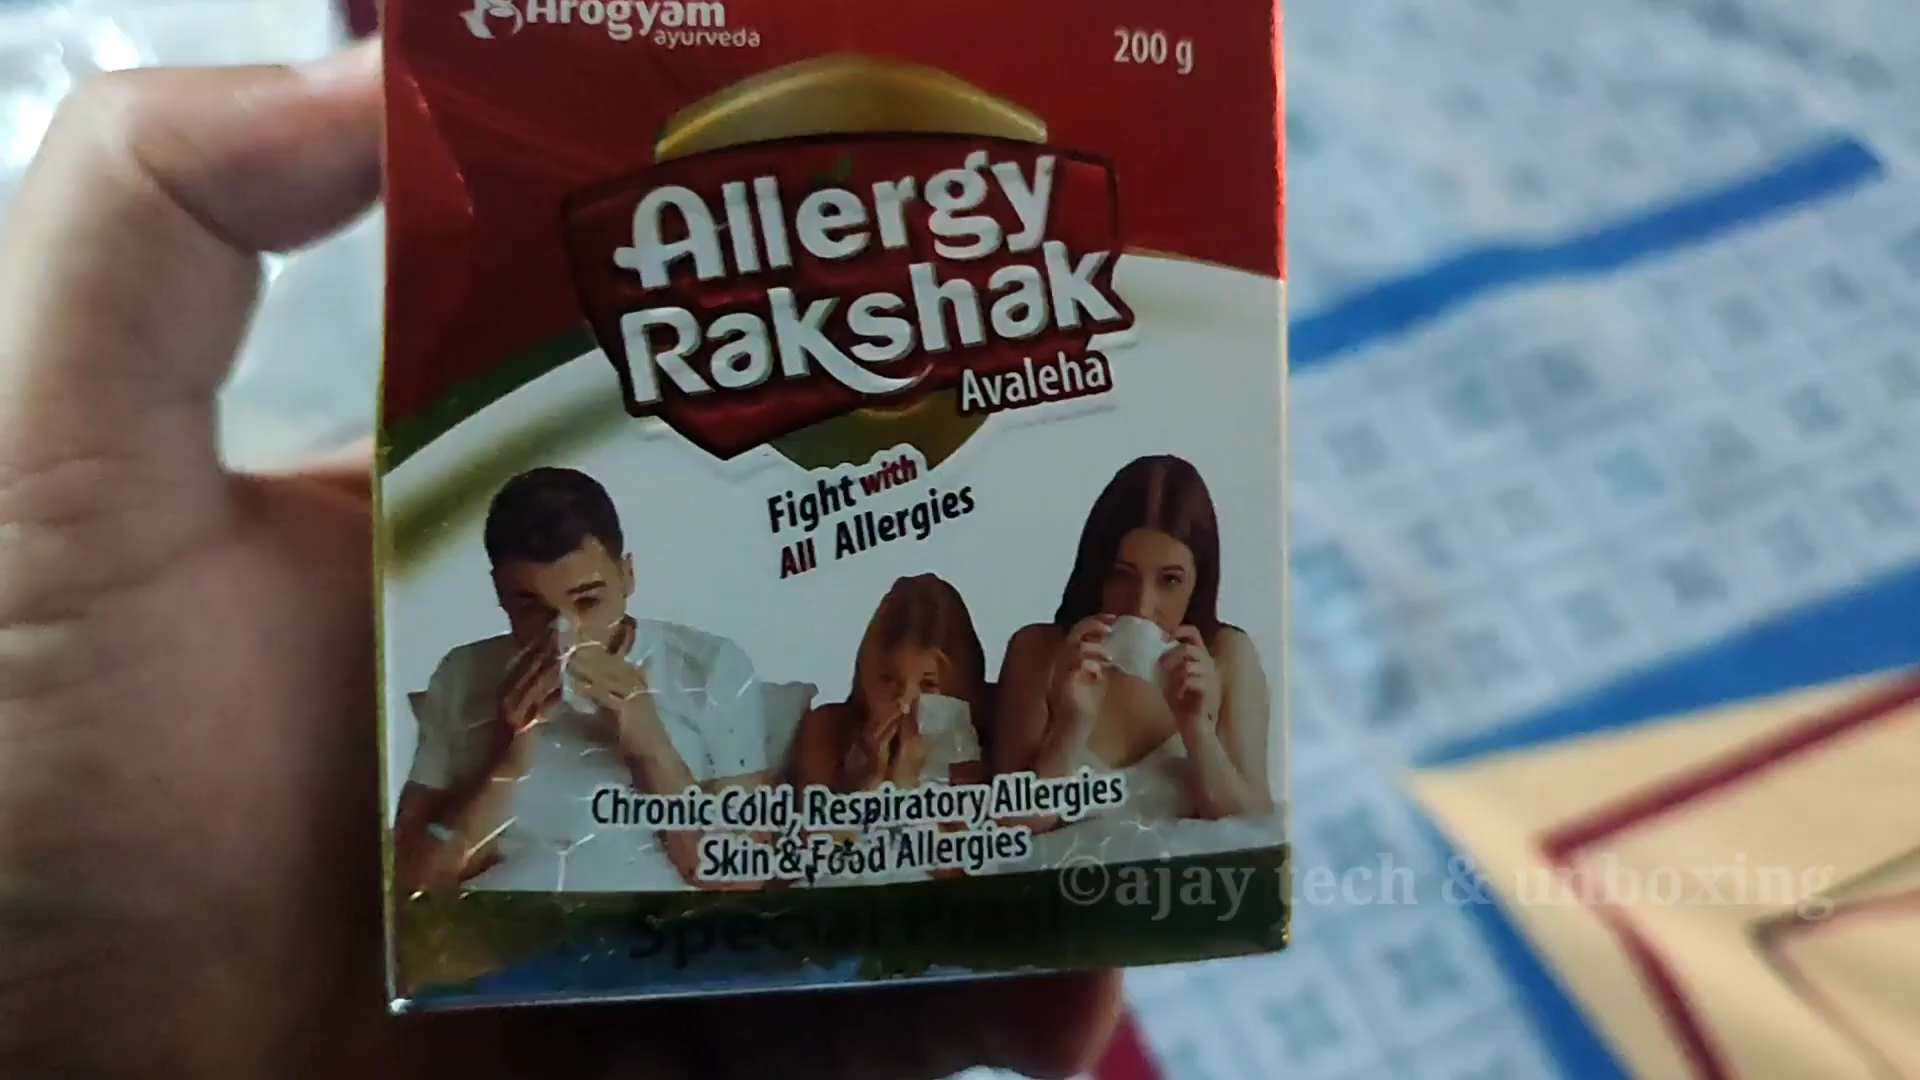 Arogyam
ayurveda
200 g
Allergy
Rakshak
Avaleha
Fight with
All Allergies
Chronic Cold, Respiratory Allergies
Skin & Food Allergies
©ajay tech & unboxing
Special